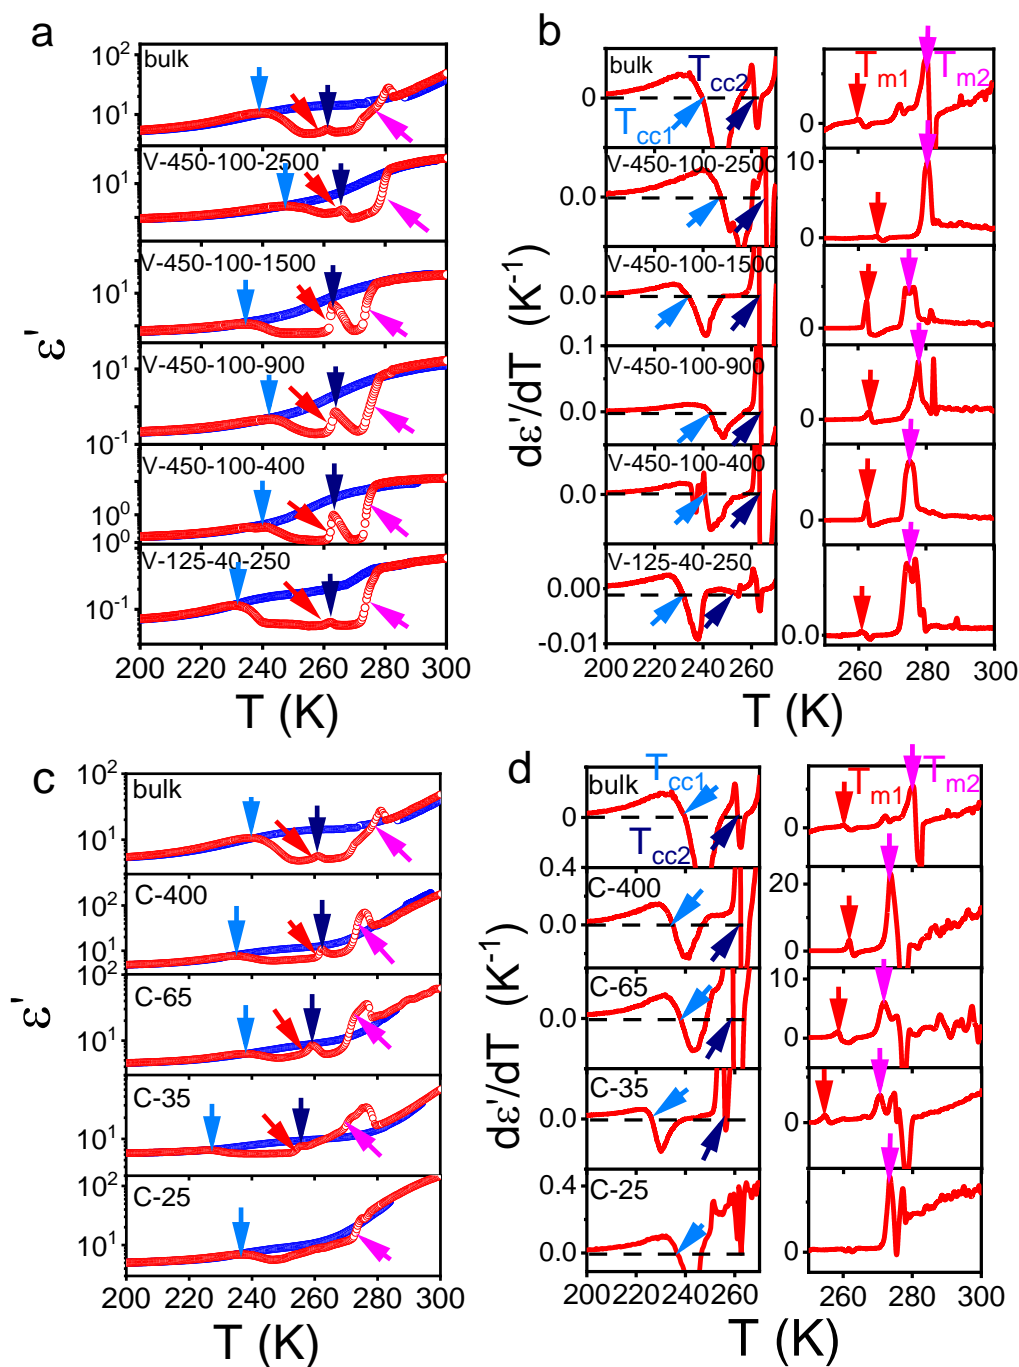 a
10²
bulk
10¹
V-450-100-2500
10¹
V-450-100-1500
10¹
V-450-100-900
10⁻¹
V-450-100-400
10⁰
10⁰
V-125-40-250
10⁻¹
200 220 240 260 280 300
T (K)
ε'
b
bulk
T_cc2
T_cc1
0
V-450-100-2500
0.0
V-450-100-1500
0.0
0.1
V-450-100-900
0.0
V-450-100-400
0.0
V-125-40-250
0.00
-0.01
200 220 240 260
T_m1 T_m2
0
10
0
0
0
0
0.0
260 280 300
T (K)
dε'/dT (K⁻¹)
c
10²
bulk
10¹
C-400
10²
10¹
10²
C-65
10¹
C-35
10¹
C-25
10²
10¹
200 220 240 260 280 300
T (K)
ε'
d
bulk
T_cc1
0
T_cc2
0.4
C-400
0.0
C-65
0.0
C-35
0.0
C-25
0.4
0.0
200 220 240 260
T_m1 T_m2
0
20
0
10
0
0
0
260 280 300
T (K)
dε'/dT (K⁻¹)